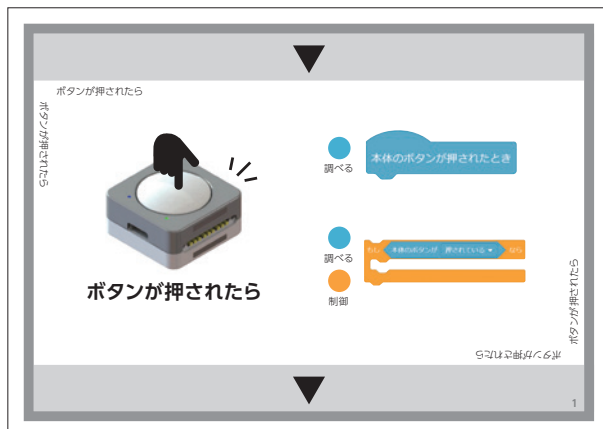 ボタンが押されたら
ボタンが押されたら
調べる
本体のボタンが押されたとき
調べる
制御
もし 本体のボタンが 押されている なら
ボタンが押されたら
ボタンが押されたら
ボタンが押されたら
1